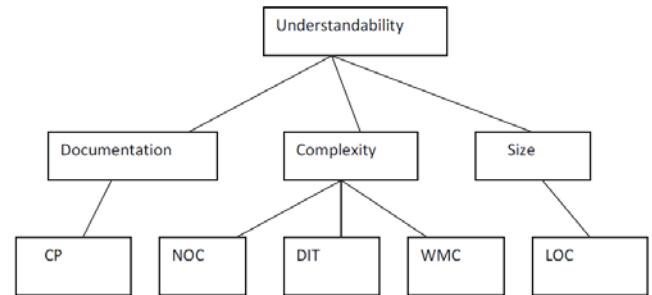 Understandability
Documentation
Complexity
Size
CP
NOC
DIT
WMC
LOC